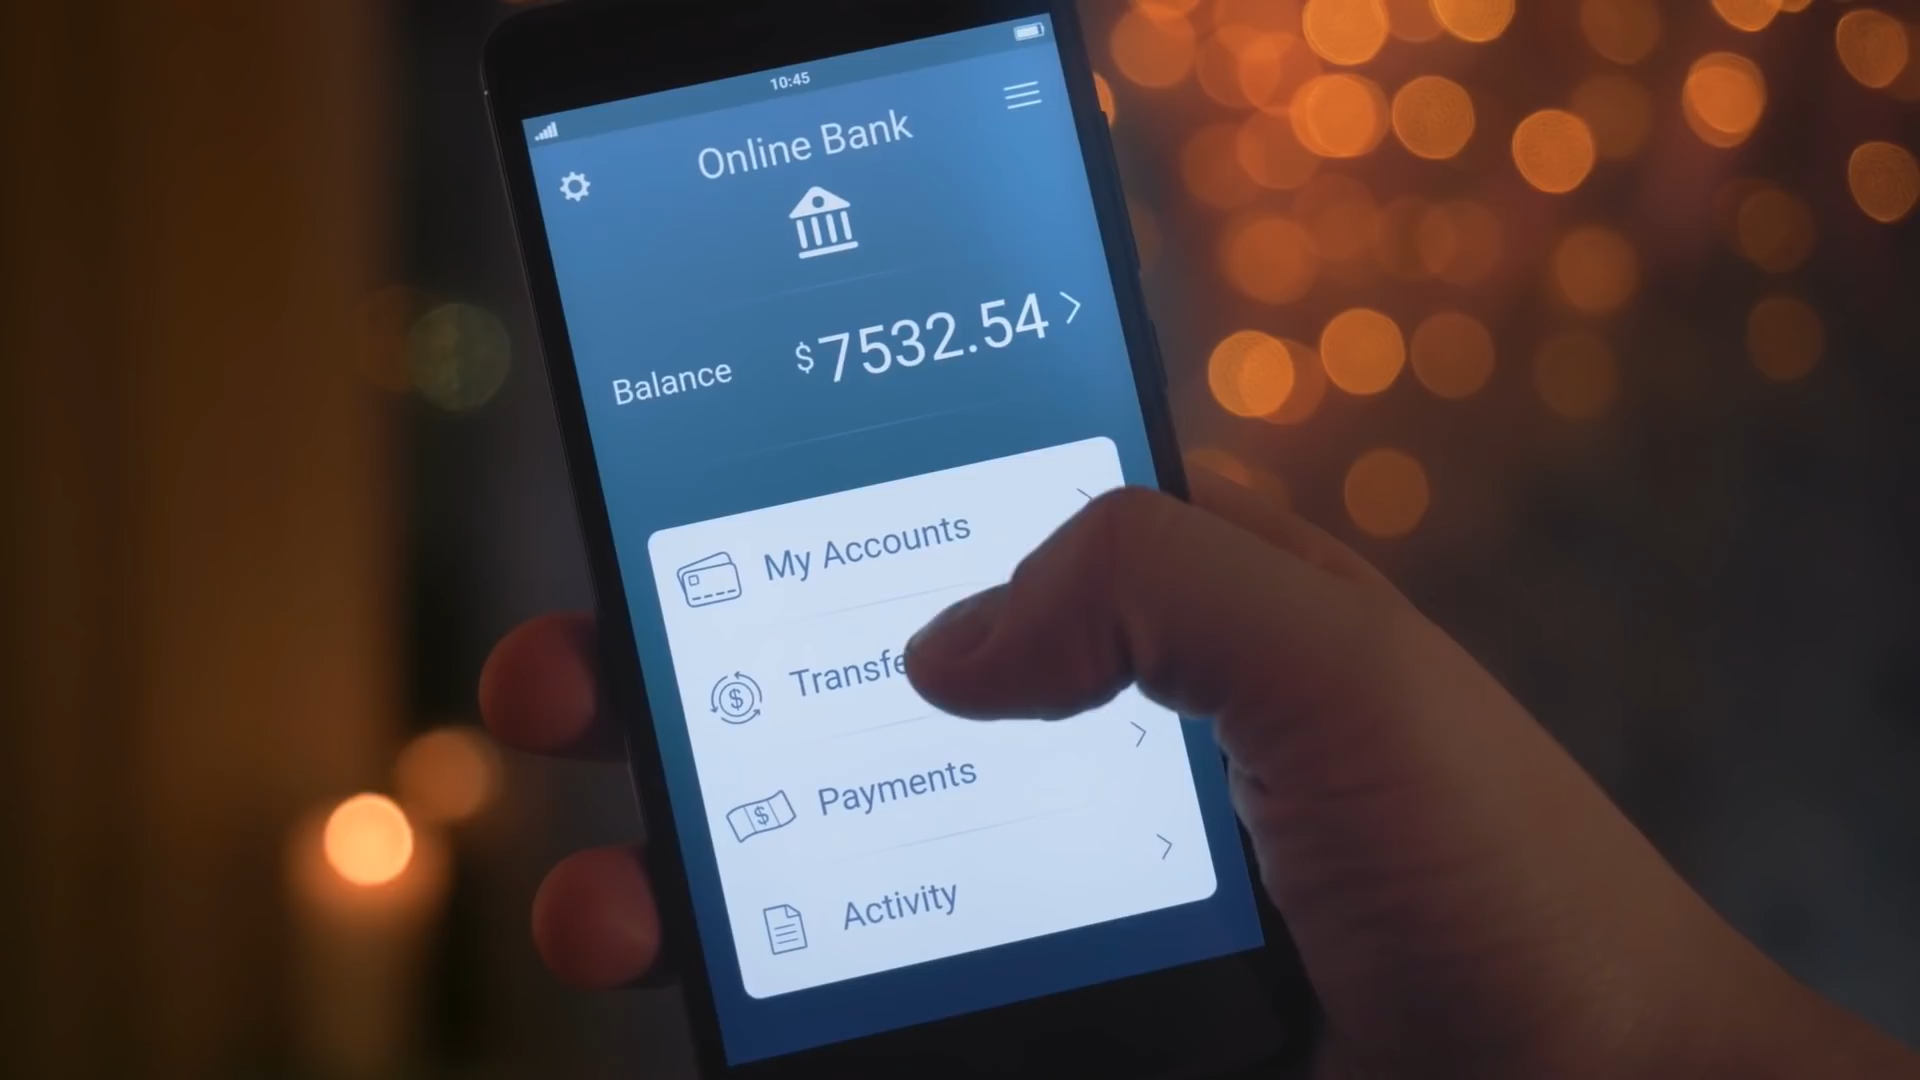 10:45
Online Bank
Balance $7532.54
My Accounts
Transfe
Payments
Activity